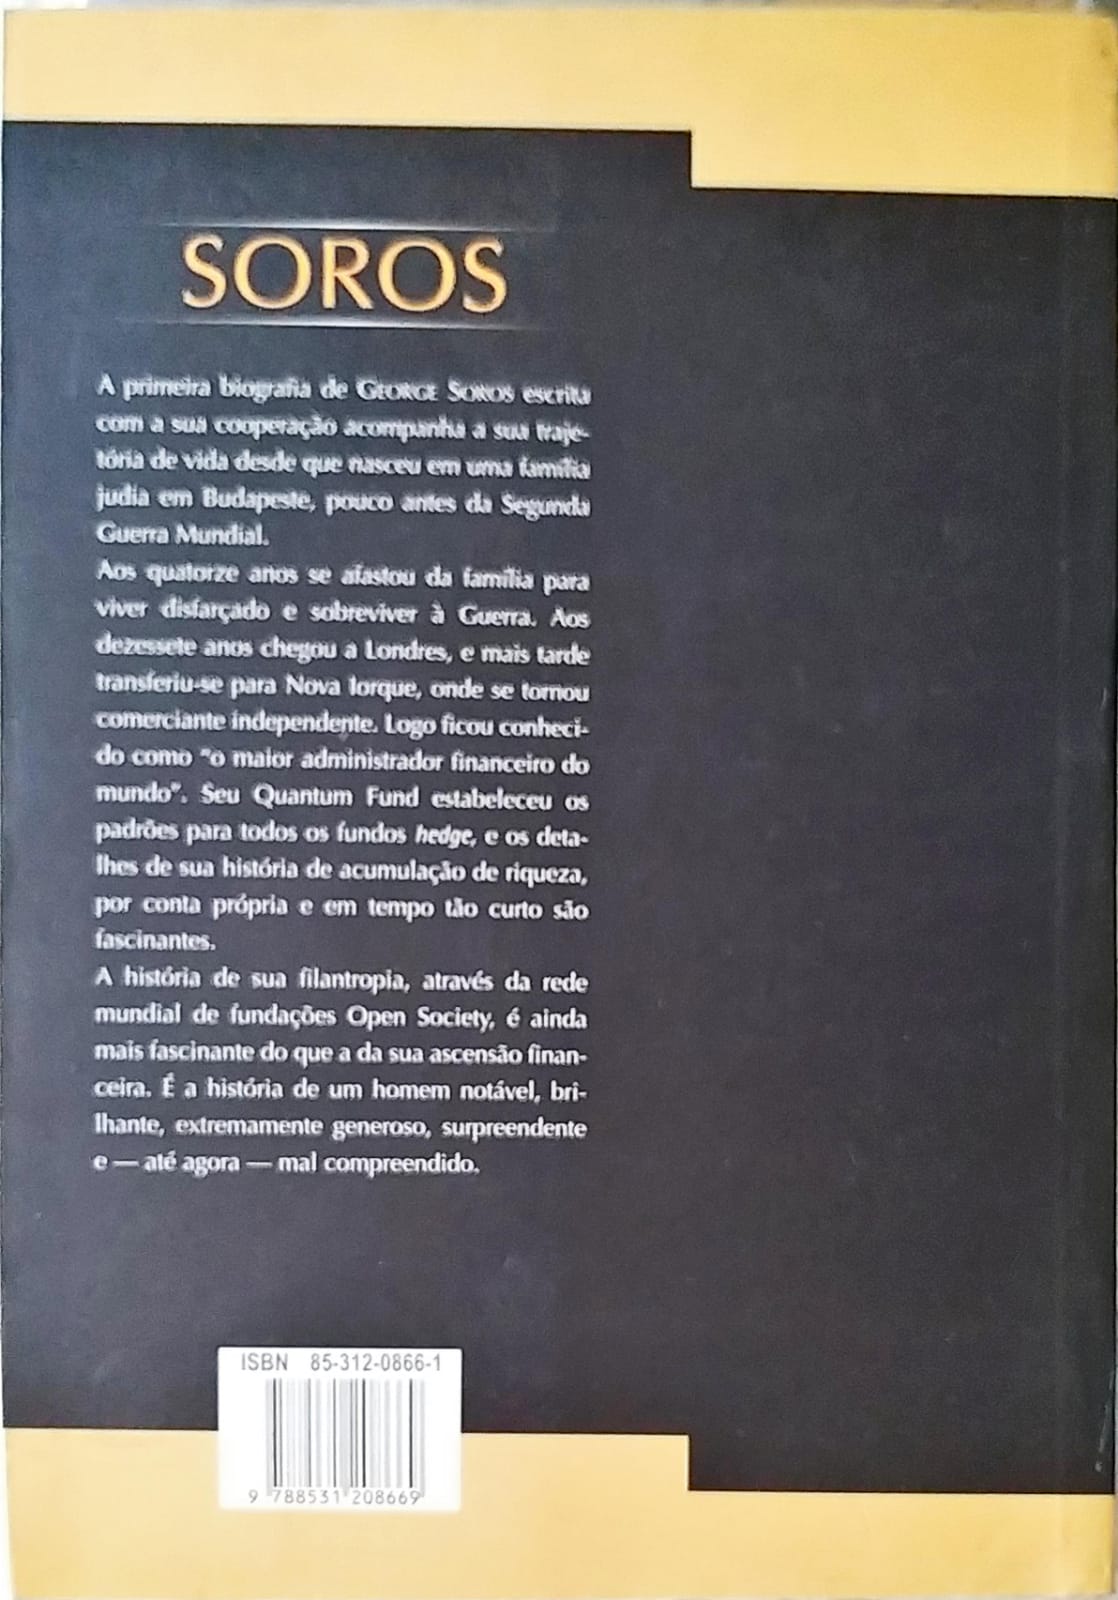 SOROS
A primeira biografia de GEORGE SOROS escrita
com a sua cooperação acompanha a sua traje-
tória de vida desde que nasceu em uma família
judia em Budapeste, pouco antes da Segunda
Guerra Mundial.
Aos quatorze anos se afastou da família para
viver disfarçado e sobreviver à Guerra. Aos
dezessete anos chegou a Londres, e mais tarde
transferiu-se para Nova Iorque, onde se tornou
comerciante independente. Logo ficou conheci-
do como "o maior administrador financeiro do
mundo". Seu Quantum Fund estabeleceu os
padrões para todos os fundos hedge, e os deta-
lhes de sua história de acumulação de riqueza,
por conta própria e em tempo tão curto são
fascinantes.
A história de sua filantropia, através da rede
mundial de fundações Open Society, é ainda
mais fascinante do que a da sua ascensão finan-
ceira. É a história de um homem notável, bri-
lhante, extremamente generoso, surpreendente
e — até agora — mal compreendido.
ISBN 85-312-0866-1
9 788531 208669